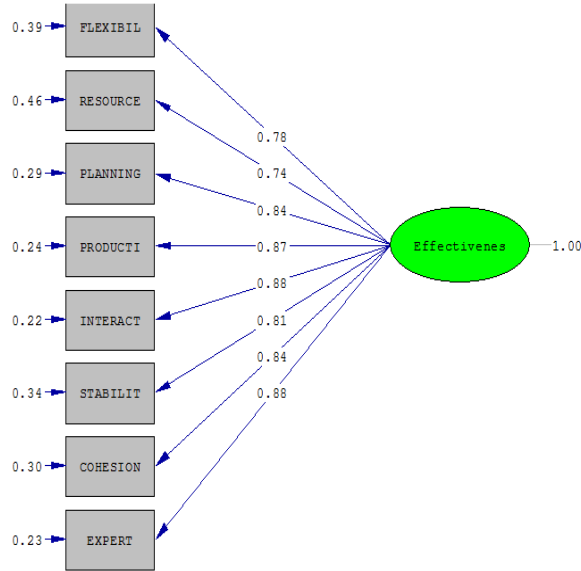 0.39 FLEXIBIL
0.78
0.46 RESOURCE
0.74
0.29 PLANNING
0.84
0.24 PRODUCTI 0.87 Effectivenes 1.00
0.88
0.22 INTERACT
0.81
0.84
0.34 STABILIT 0.88
0.30 COHESION
0.23 EXPERT